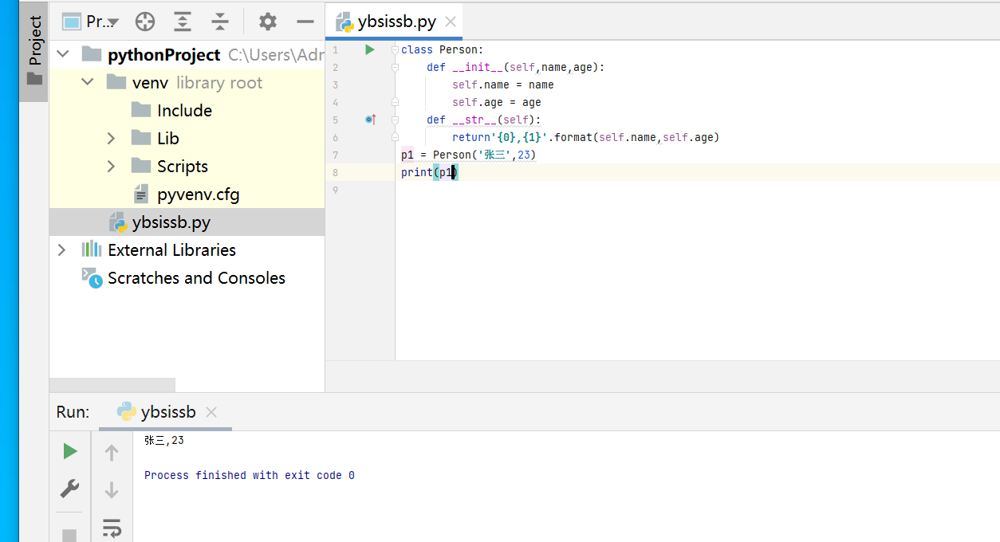 Project
Pr...
ybsissb.py
pythonProject C:\Users\Adr
venv library root
Include
Lib
Scripts
pyvenv.cfg
ybsissb.py
External Libraries
Scratches and Consoles
1 class Person:
2 def __init__(self,name,age):
3 self.name = name
4 self.age = age
5 def __str__(self):
6 return'{0},{1}'.format(self.name,self.age)
7 p1 = Person('张三',23)
8 print(p1)
9
Run: ybsissb
张三,23
Process finished with exit code 0